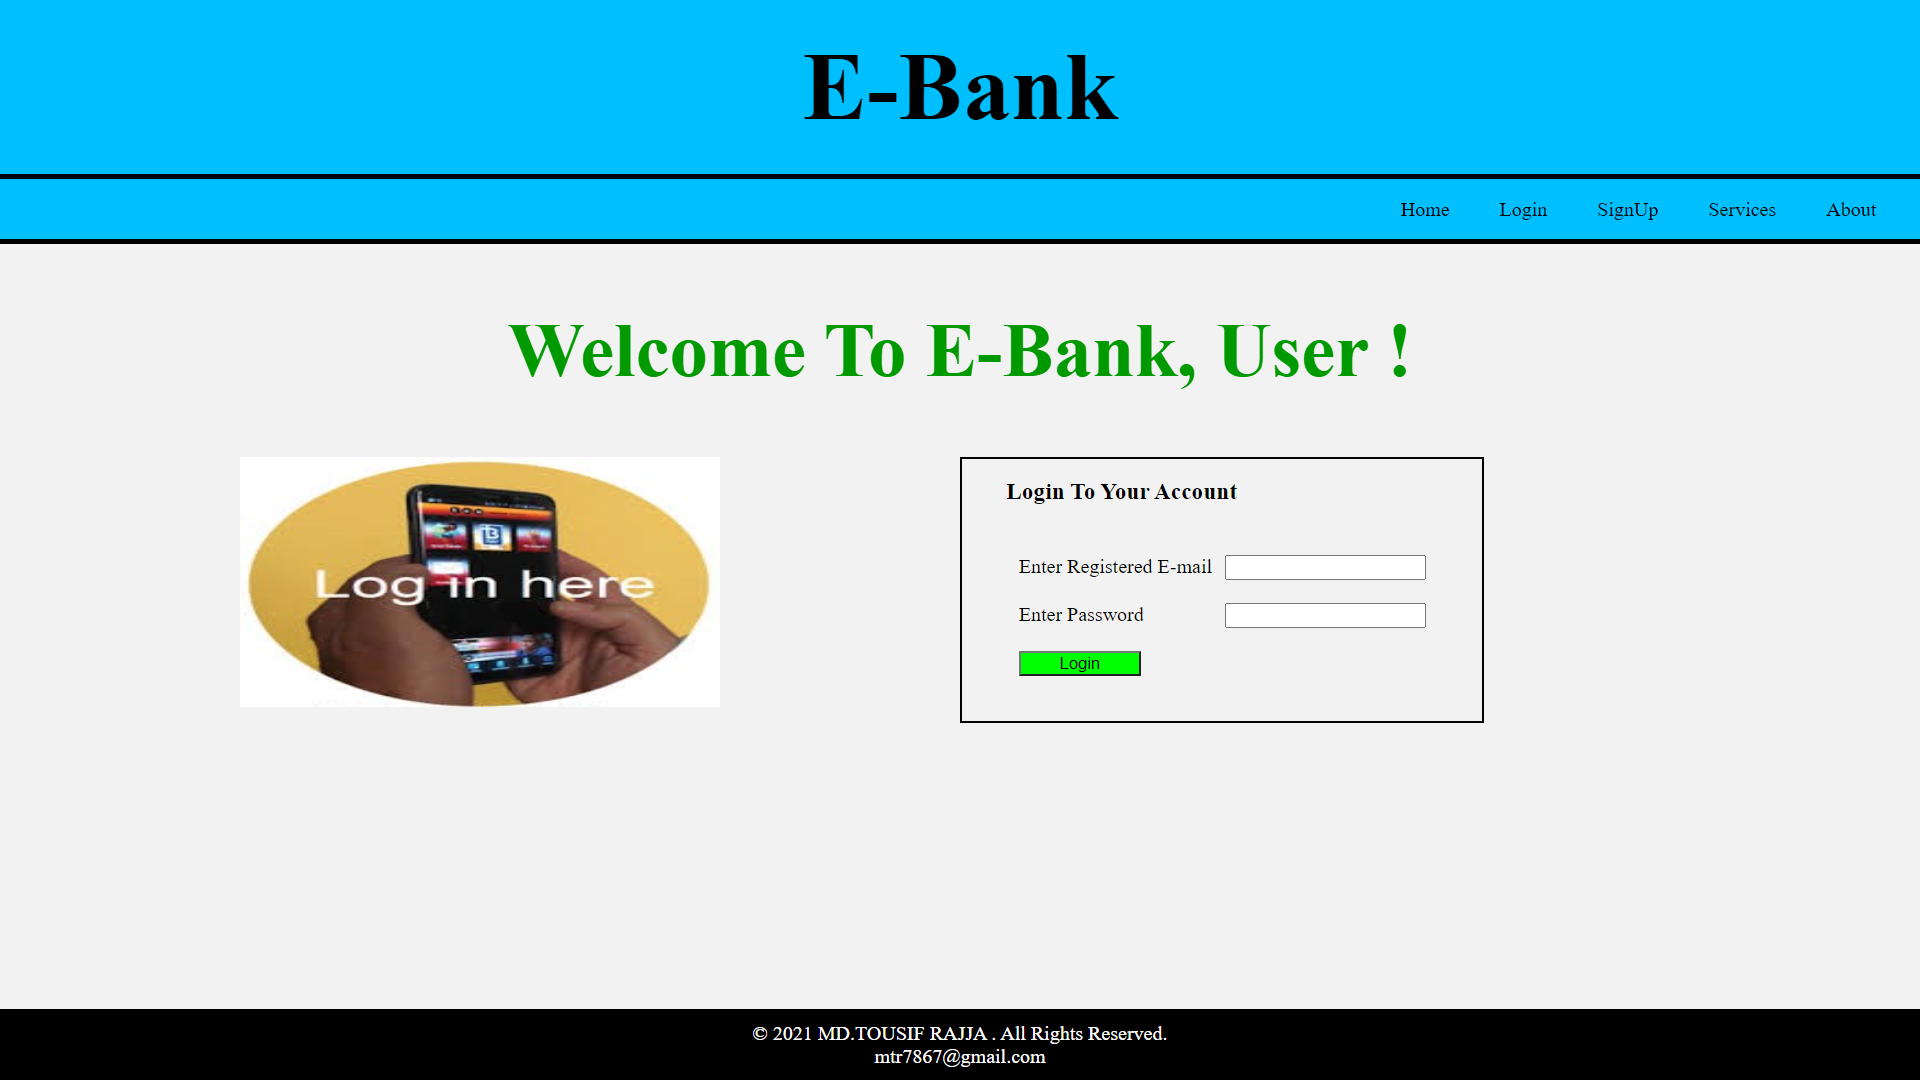 E-Bank
Home Login SignUp Services About
Welcome To E-Bank, User !
Log in here
Login To Your Account
Enter Registered E-mail
Enter Password
Login
© 2021 MD.TOUSIF RAJJA . All Rights Reserved.
mtr7867@gmail.com